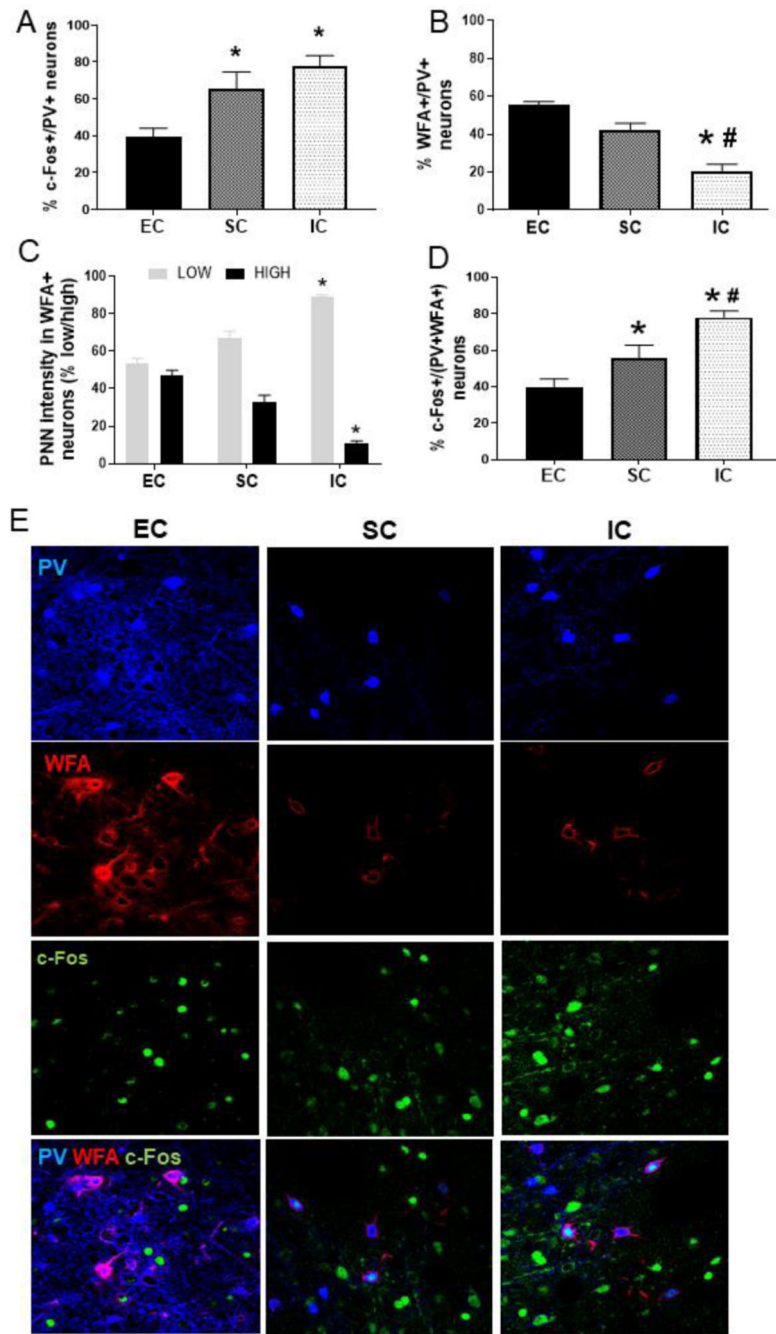 A
% c-Fos+/PV+ neurons
100
80
60
40
20
0
* *
EC SC IC
B
% WFA+/PV+
neurons
100
80
60
40
20
0
* #
EC SC IC
C
PNN intensity in WFA+
neurons (% low/high)
LOW HIGH
100
80
60
40
20
0
*
*
EC SC IC
D
% c-Fos+/(PV+WFA+)
neurons
100
80
60
40
20
0
*
* #
EC SC IC
E
EC SC IC
PV
WFA
c-Fos
PV WFA c-Fos